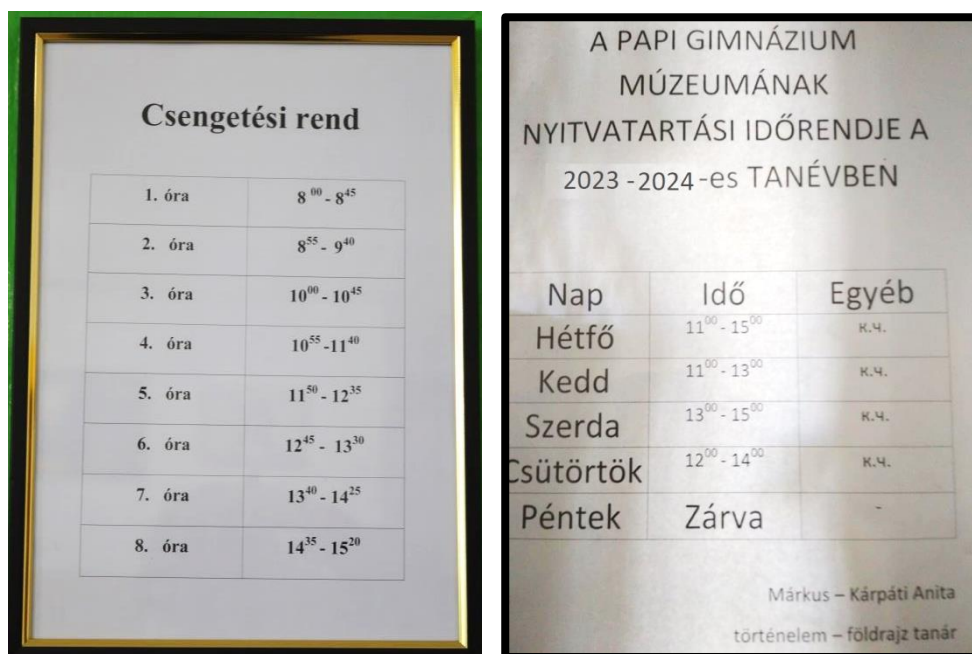 Csengetési rend
1. óra 8 00 - 8 45
2. óra 8 55 - 9 40
3. óra 10 00 - 10 45
4. óra 10 55 - 11 40
5. óra 11 50 - 12 35
6. óra 12 45 - 13 30
7. óra 13 40 - 14 25
8. óra 14 35 - 15 20
A PAPI GIMNÁZIUM
MÚZEUMÁNAK
NYITVATARTÁSI IDŐRENDJE A
2023 - 2024 -es TANÉVBEN
Nap Idő Egyéb
Hétfő 11 00 - 15 00 к.ч.
Kedd 11 00 - 13 00 к.ч.
Szerda 13 00 - 15 00 к.ч.
Csütörtök 12 00 - 14 00 к.ч.
Péntek Zárva -
Márkus – Kárpáti Anita
történelem – földrajz tanár